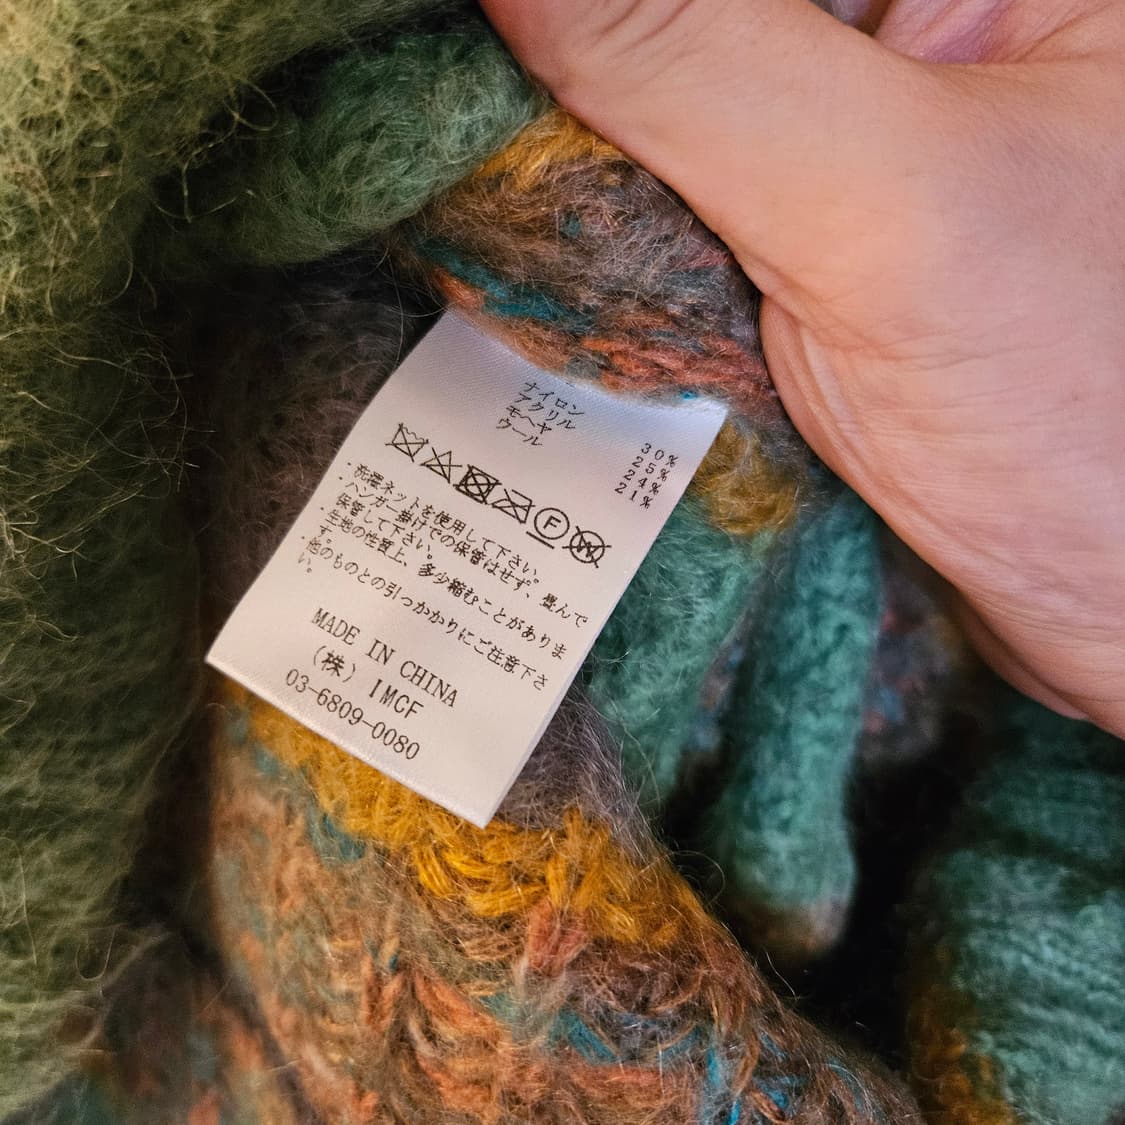 ナイロン 30%
アクリル 25%
モヘヤ 24%
ウール 21%
F
W
・洗濯ネットを使用して下さい。
・ハンガー掛けでの保管はせず、畳んで
保管して下さい。
・生地の性質上、多少縮むことがありま
す。
・他のものとの引っかかりにご注意下さ
い。
MADE IN CHINA
(株) IMCF
03-6809-0080